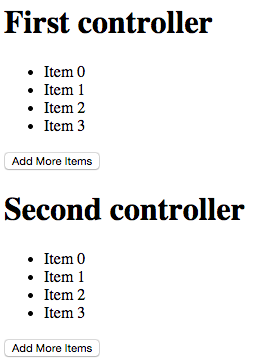 First controller
Item 0
Item 1
Item 2
Item 3
Add More Items
Second controller
Item 0
Item 1
Item 2
Item 3
Add More Items